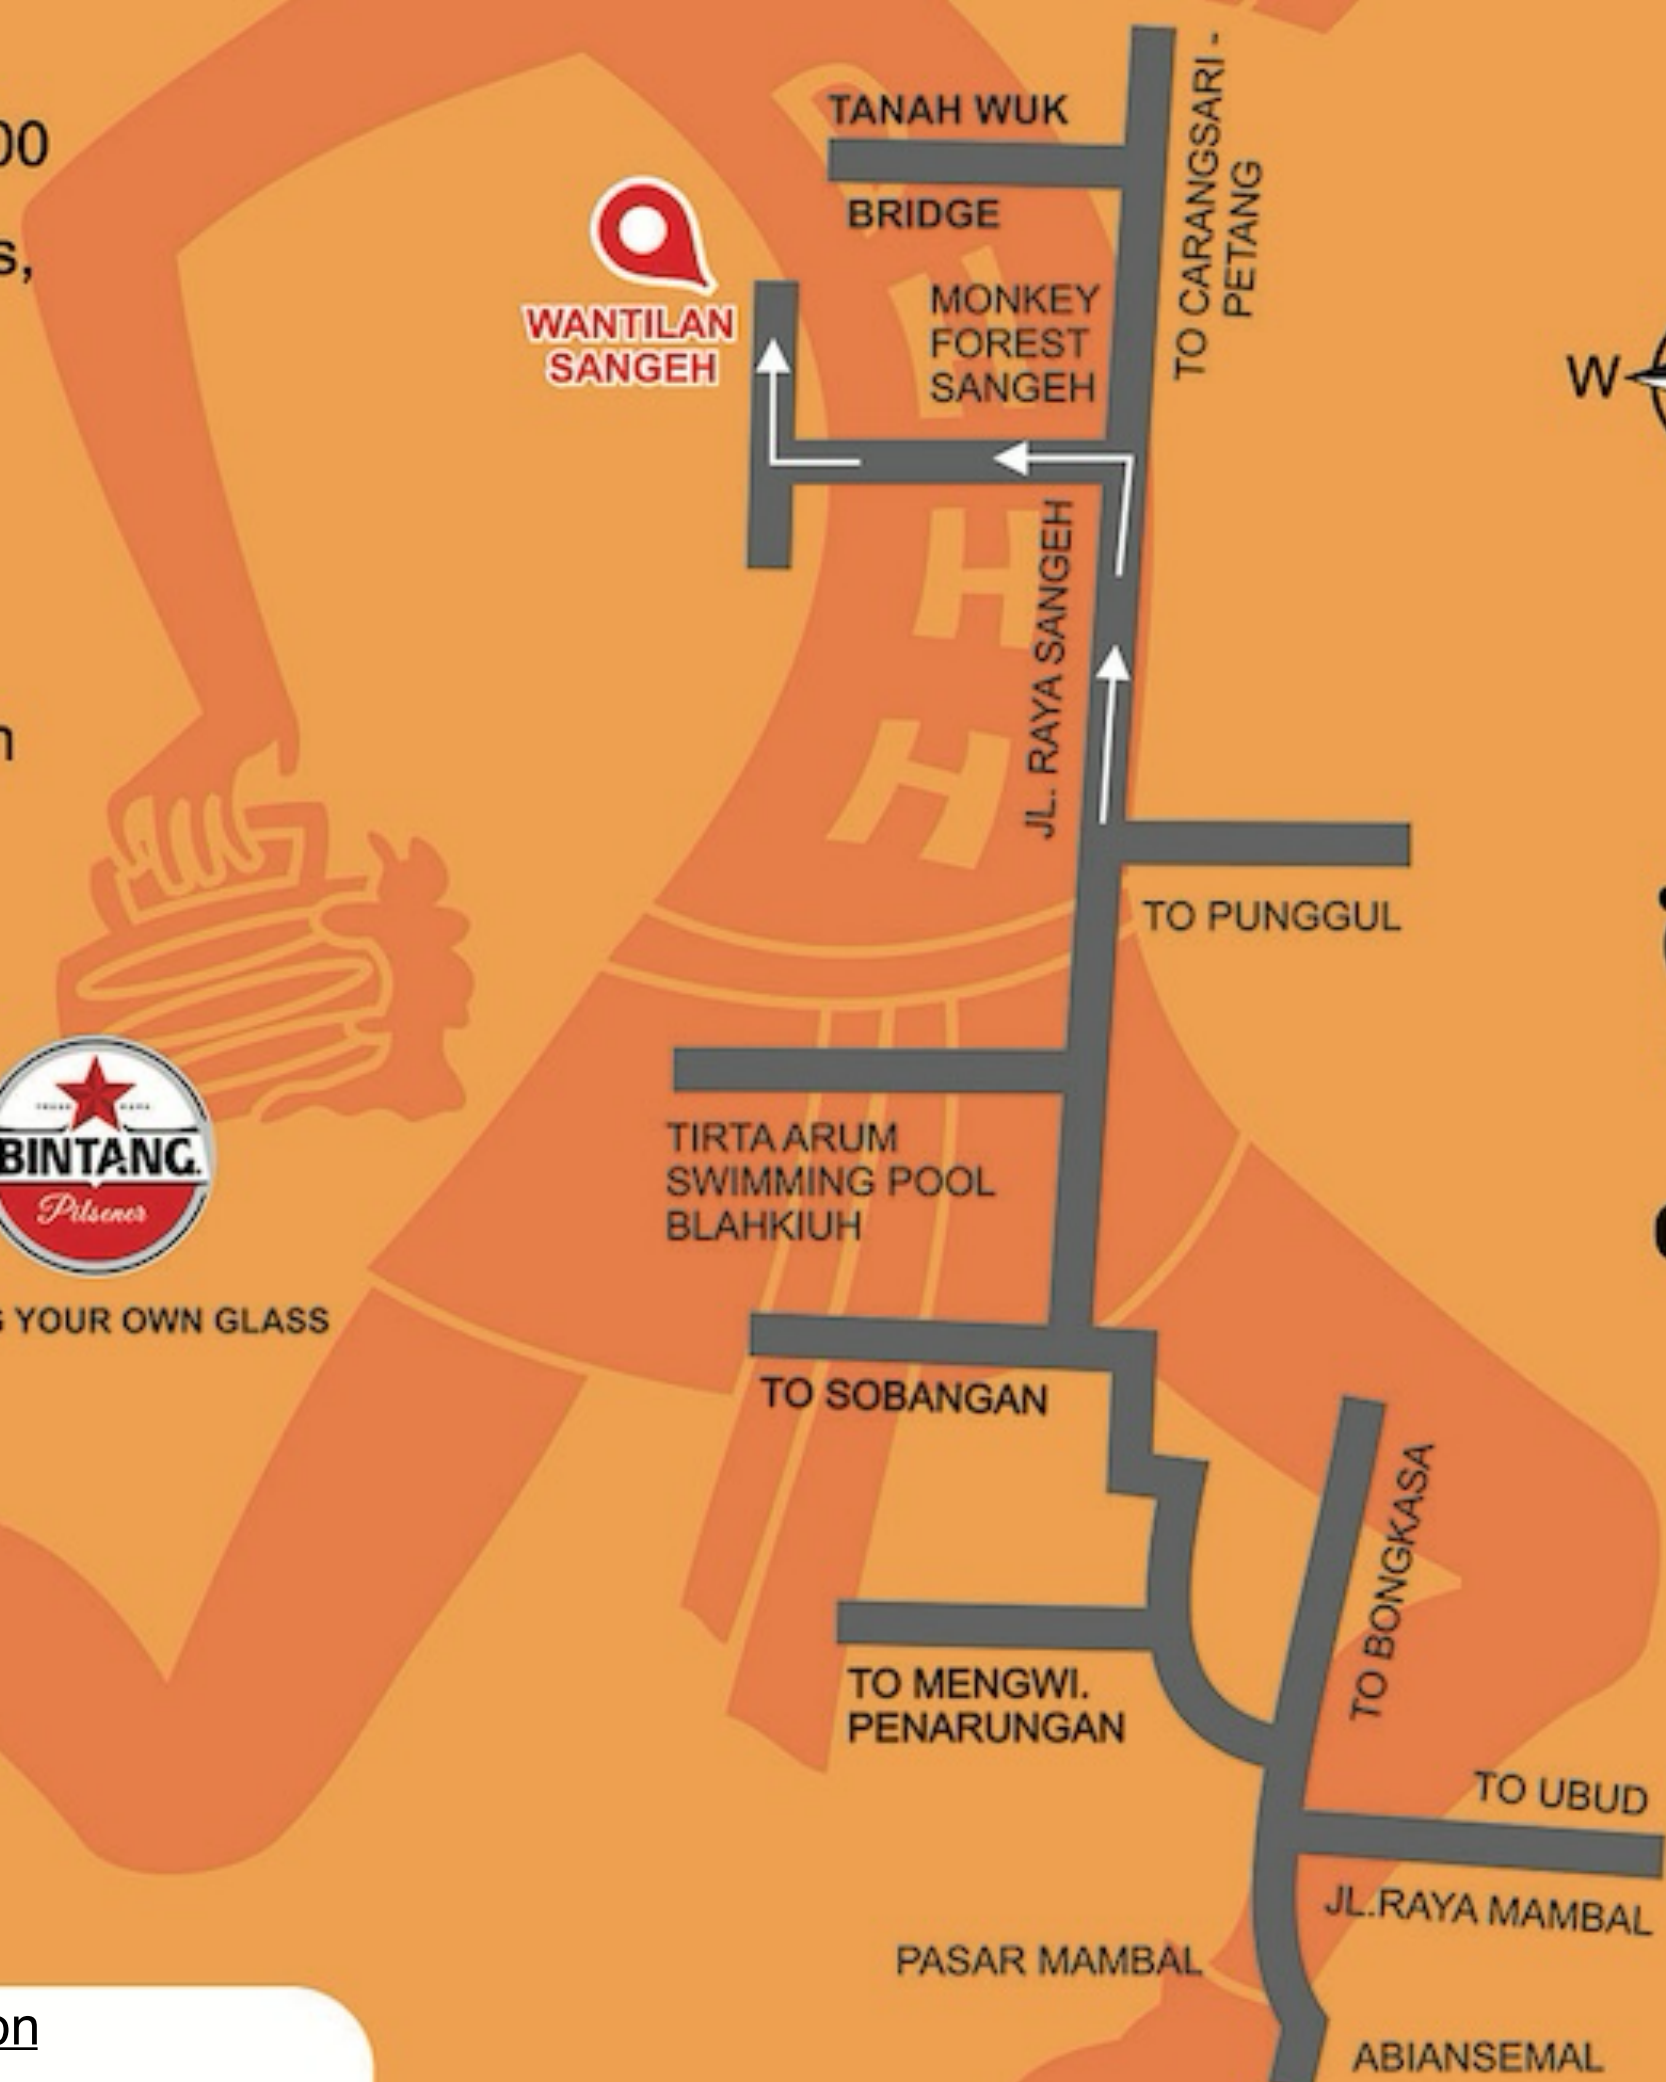 00
s,
n
TANAH WUK
BRIDGE
TO CARANGSARI -
PETANG
WANTILAN
SANGEH
MONKEY
FOREST
SANGEH
W
JL. RAYA SANGEH
TO PUNGGUL
TIRTA ARUM
SWIMMING POOL
BLAHKIUH
BINTANG.
Pilsener
YOUR OWN GLASS
TO SOBANGAN
TO BONGKASA
TO MENGWI.
PENARUNGAN
TO UBUD
JL.RAYA MAMBAL
PASAR MAMBAL
on
ABIANSEMAL